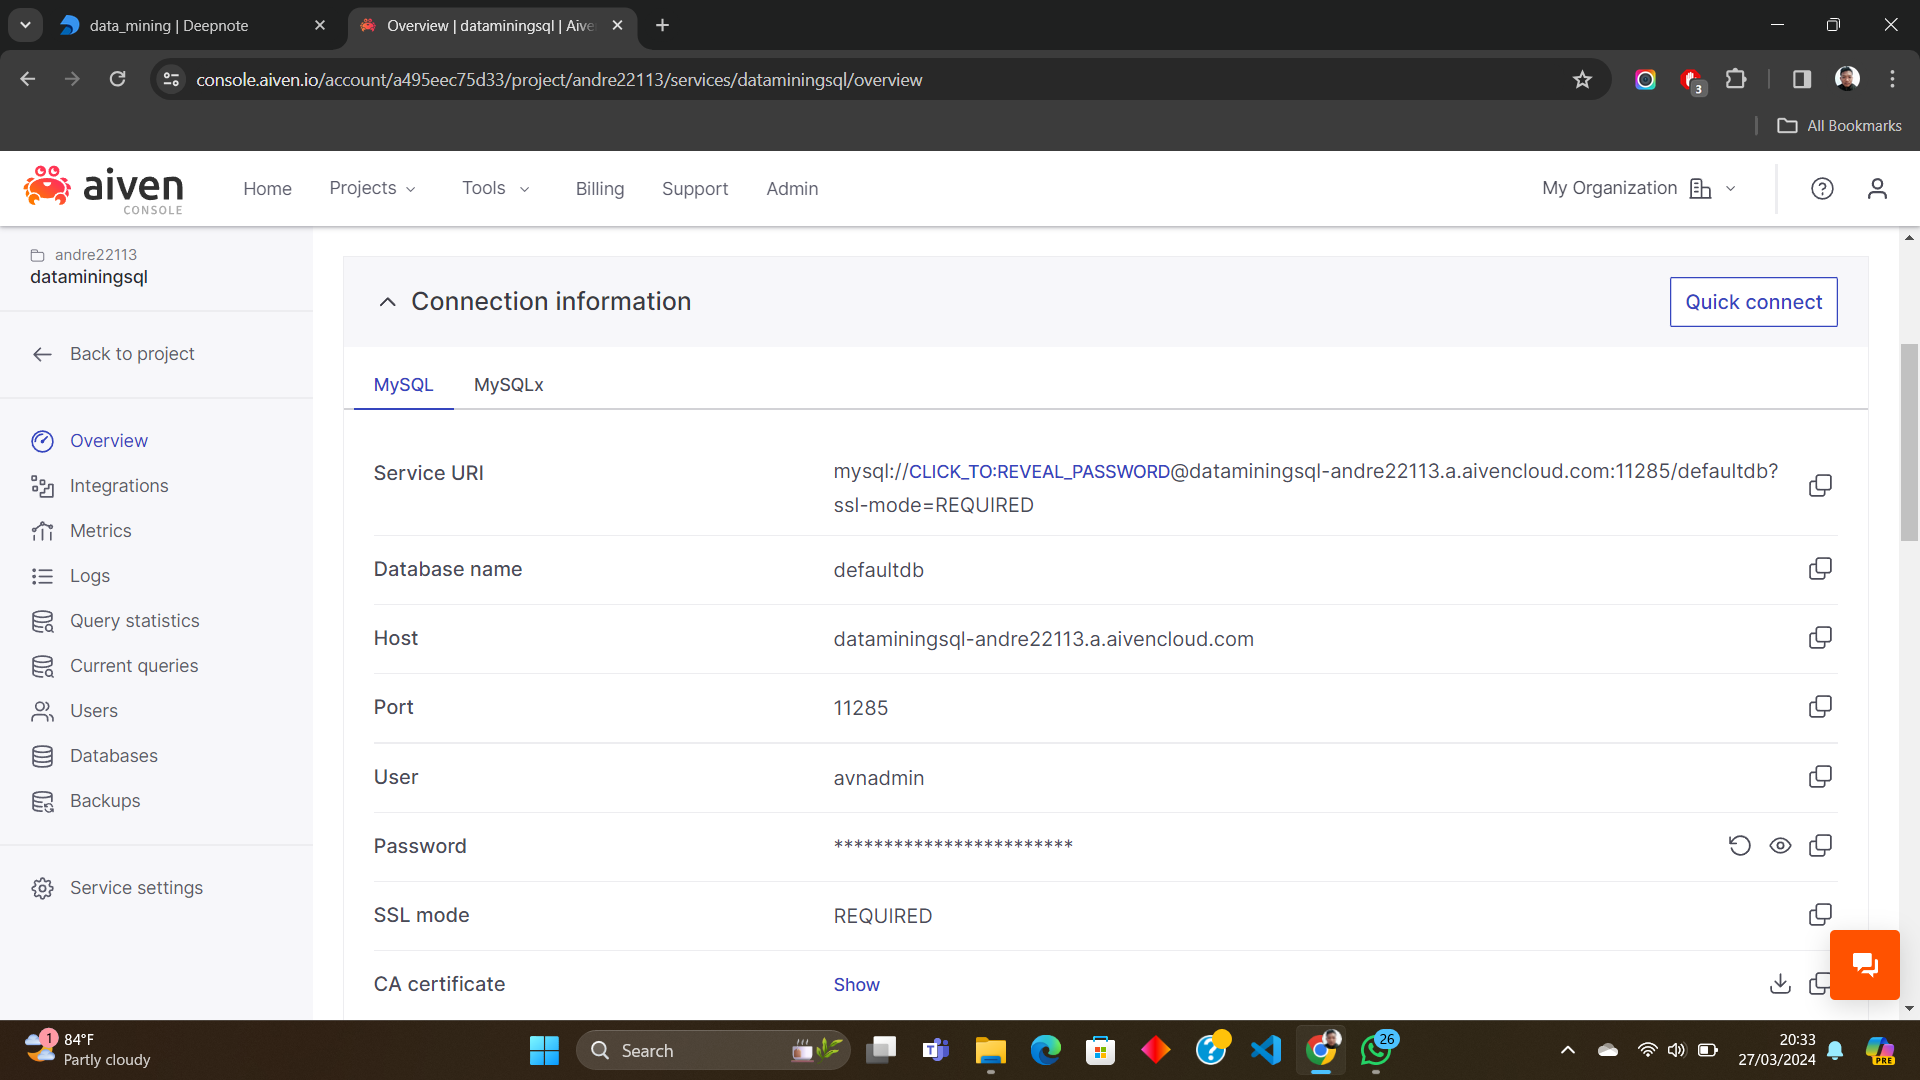 data_mining | Deepnote
Overview | dataminingsql | Aive
console.aiven.io/account/a495eec75d33/project/andre22113/services/dataminingsql/overview
3
All Bookmarks
aiven
CONSOLE
Home
Projects
Tools
Billing
Support
Admin
My Organization
andre22113
dataminingsql
Back to project
Overview
Integrations
Metrics
Logs
Query statistics
Current queries
Users
Databases
Backups
Service settings
Connection information
Quick connect
MySQL
MySQLx
Service URI
mysql://CLICK_TO:REVEAL_PASSWORD@dataminingsql-andre22113.a.aivencloud.com:11285/defaultdb?
ssl-mode=REQUIRED
Database name
defaultdb
Host
dataminingsql-andre22113.a.aivencloud.com
Port
11285
User
avnadmin
Password
************************
SSL mode
REQUIRED
CA certificate
Show
1
84°F
Partly cloudy
Search
26
20:33
27/03/2024
PRE